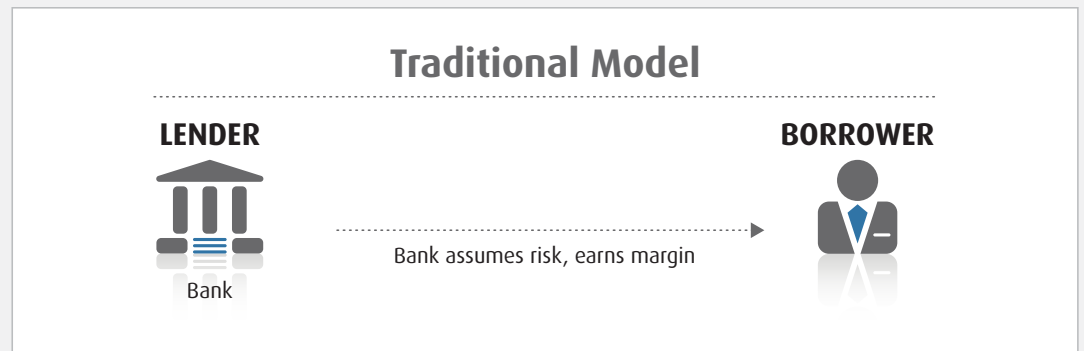 Traditional Model
LENDER
BORROWER
Bank assumes risk, earns margin
Bank